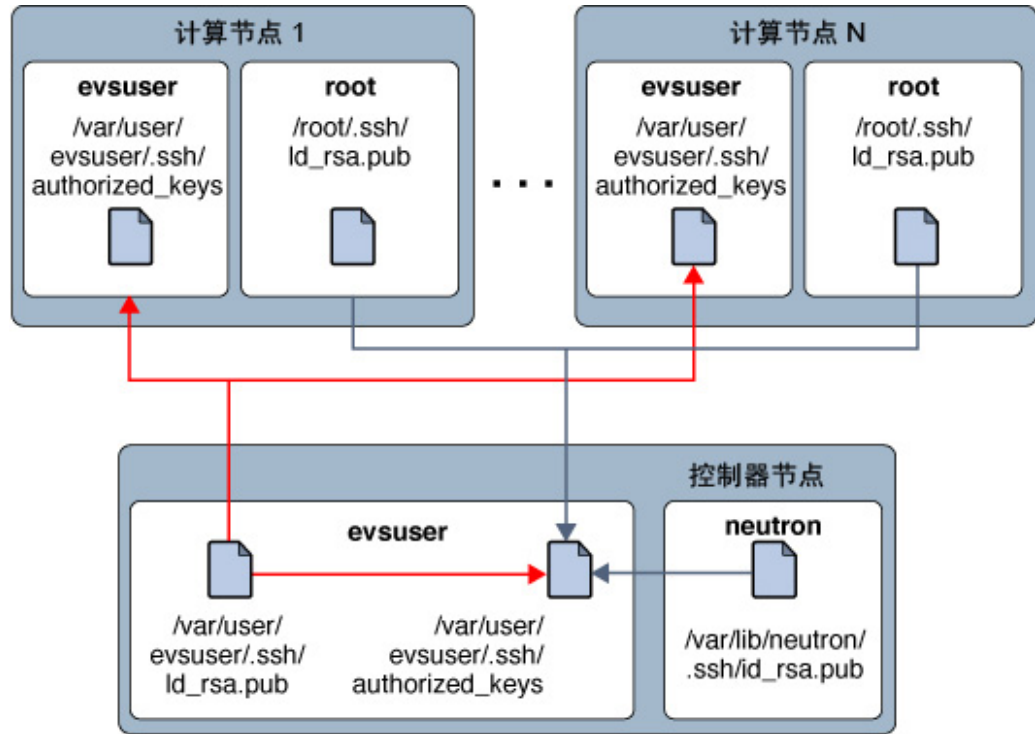 计算节点 1
evsuser
/var/user/
evsuser/.ssh/
authorized_keys
root
/root/.ssh/
ld_rsa.pub
. . .
计算节点 N
evsuser
/var/user/
evsuser/.ssh/
authorized_keys
root
/root/.ssh/
ld_rsa.pub
控制器节点
evsuser
/var/user/
evsuser/.ssh/
ld_rsa.pub
/var/user/
evsuser/.ssh/
authorized_keys
neutron
/var/lib/neutron/
.ssh/id_rsa.pub